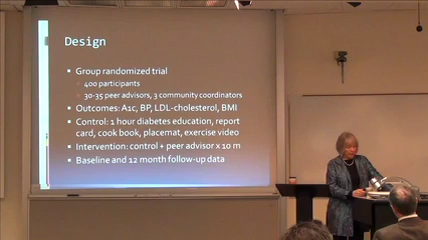 Design
Group randomized trial
400 participants
30-35 peer advisors, 3 community coordinators
Outcomes: A1c, BP, LDL-cholesterol, BMI
Control: 1 hour diabetes education, report
card, cook book, placemat, exercise video
Intervention: control + peer advisor x 10 m
Baseline and 12 month follow-up data